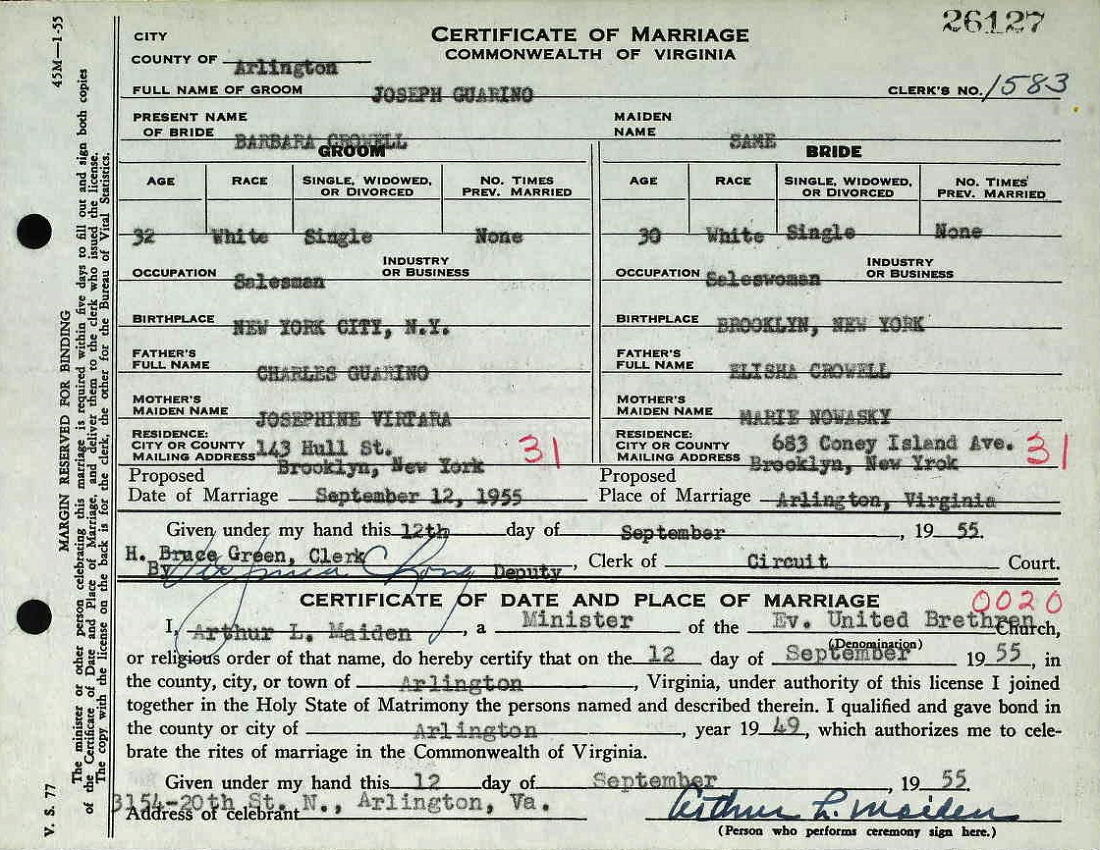 26127
CITY
CERTIFICATE OF MARRIAGE
COUNTY OF Arlington
COMMONWEALTH OF VIRGINIA
FULL NAME OF GROOM JOSEPH GUARINO CLERK'S NO. 1583
PRESENT NAME OF BRIDE BARBARA CROWELL MAIDEN NAME SAME
GROOM BRIDE
AGE RACE SINGLE, WIDOWED, OR DIVORCED NO. TIMES PREV. MARRIED AGE RACE SINGLE, WIDOWED, OR DIVORCED NO. TIMES PREV. MARRIED
32 White Single None 30 White Single None
OCCUPATION Salesman INDUSTRY OR BUSINESS OCCUPATION Saleswoman INDUSTRY OR BUSINESS
BIRTHPLACE NEW YORK CITY, N.Y. BIRTHPLACE BROOKLYN, NEW YORK
FATHER'S FULL NAME CHARLES GUARINO FATHER'S FULL NAME ELISHA CROWELL
MOTHER'S MAIDEN NAME JOSEPHINE VIRTARA MOTHER'S MAIDEN NAME MARIE NOWASKY
RESIDENCE: RESIDENCE:
CITY OR COUNTY 143 Hull St. 31 CITY OR COUNTY 683 Coney Island Ave. 31
MAILING ADDRESS Brooklyn, New York MAILING ADDRESS Brooklyn, New Yrok
Proposed Proposed
Date of Marriage September 12, 1955 Place of Marriage Arlington, Virginia
Given under my hand this 12th day of September, 19 55.
H. Bruce Green, Clerk, Clerk of Circuit Court.
By Virginia C Long Deputy
CERTIFICATE OF DATE AND PLACE OF MARRIAGE 0020
I, Arthur L. Maiden, a Minister of the Ev. United Brethren Church,
(Denomination)
or religious order of that name, do hereby certify that on the 12 day of September 19 55, in
the county, city, or town of Arlington, Virginia, under authority of this license I joined
together in the Holy State of Matrimony the persons named and described therein. I qualified and gave bond in
the county or city of Arlington, year 19 49, which authorizes me to cele-
brate the rites of marriage in the Commonwealth of Virginia.
Given under my hand this 12 day of September, 19 55.
3154-20th St. N., Arlington, Va.
Address of celebrant Arthur L. Maiden
(Person who performs ceremony sign here.)
45M—1-55
MARGIN RESERVED FOR BINDING
The minister or other person celebrating this marriage is required within five days to fill out and sign both copies
of the Certificate of Date and Place of Marriage, and deliver them to the clerk who issued the license.
The copy with the license on the back is for the clerk, the other for the Bureau of Vital Statistics.
V. S. 77